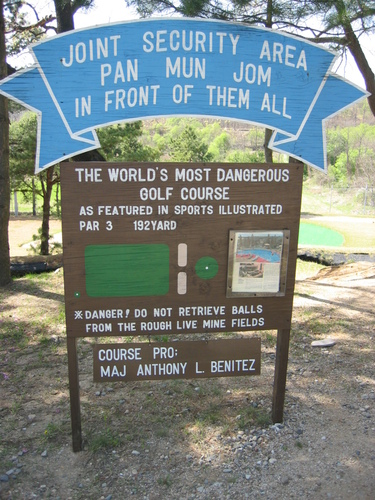 JOINT SECURITY AREA
PAN MUN JOM
IN FRONT OF THEM ALL
THE WORLD'S MOST DANGEROUS
GOLF COURSE
AS FEATURED IN SPORTS ILLUSTRATED
PAR 3 192YARD
※DANGER! DO NOT RETRIEVE BALLS
FROM THE ROUGH LIVE MINE FIELDS
COURSE PRO:
MAJ ANTHONY L. BENITEZ